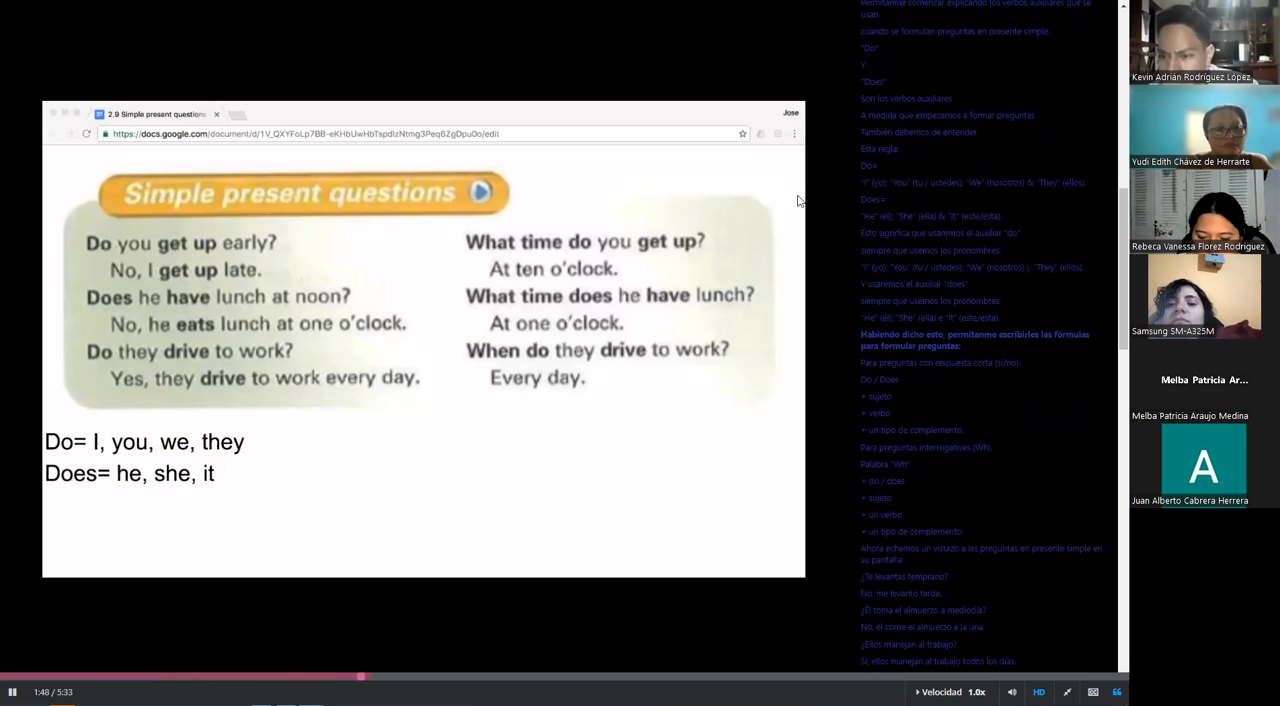 2.9 Simple present questions
Jose
https://docs.google.com/document/d/1V_QXYFoLp7BB-eKHbUwHbTspdlzNtmg3Peq6ZgDpu0o/edit
Simple present questions
Do you get up early?
No, I get up late.
Does he have lunch at noon?
No, he eats lunch at one o'clock.
Do they drive to work?
Yes, they drive to work every day.
What time do you get up?
At ten o'clock.
What time does he have lunch?
At one o'clock.
When do they drive to work?
Every day.
Do= I, you, we, they
Does= he, she, it
1:48 / 5:33
Velocidad 1.0x
HD
Permítanme comenzar explicando los verbos auxiliares que se
usan
cuando se formulan preguntas en presente simple:
"Do"
Y
"Does"
Son los verbos auxiliares
A medida que empezamos a formar preguntas
También debemos de entender
Esta regla:
Do=
"I" (yo); "You" (tu / ustedes); "We" (nosotros) & "They" (ellos).
Does=
"He" (él); "She" (ella) & "It" (este/esta).
Esto significa que usaremos el auxiliar "do"
siempre que usemos los pronombres:
"I" (yo); "You" (tu / ustedes); "We" (nosotros) y "They" (ellos).
Y usaremos el auxiliar "does"
siempre que usemos los pronombres:
"He" (él); "She" (ella) e "It" (este/esta).
Habiendo dicho esto, permítanme escribirles las fórmulas
para formular preguntas:
Para preguntas con respuesta corta (si/no):
Do / Does
+ sujeto
+ verbo
+ un tipo de complemento.
Para preguntas interrogatives (Wh).
Palabra "Wh"
+ do / does
+ sujeto
+ un verbo
+ un tipo de complemento.
Ahora echemos un vistazo a les preguntas en presente simple en
su pantalla:
¿Te levantas temprano?
No, me levanto tarde.
¿Él toma el almuerzo a mediodía?
No, él come el almuerzo a la una.
¿Ellos manejan al trabajo?
Sí, ellos manejan al trabajo todos los días.
Kevin Adrián Rodríguez López
Yudi Edith Chávez de Herrarte
Rebeca Vanessa Florez Rodriguez
Samsung SM-A325M
Melba Patricia Ar...
Melba Patricia Araujo Medina
A
Juan Alberto Cabrera Herrera